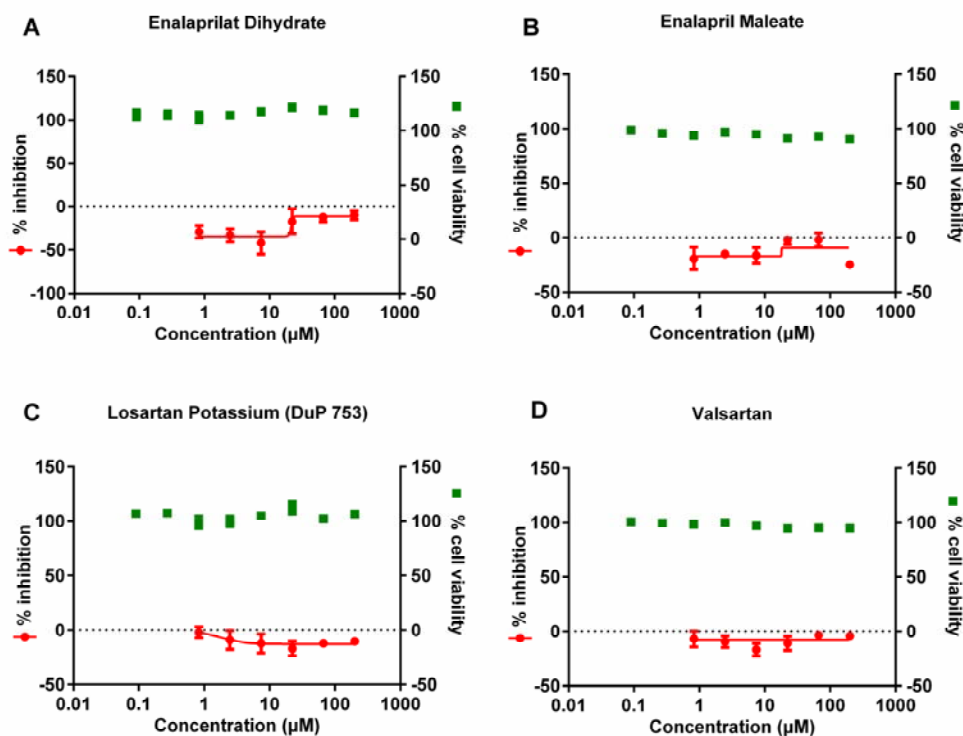 A
Enalaprilat Dihydrate
% inhibition
150
100
50
0
-50
-100
150
100
50
0
-50
% cell viability
0.01 0.1 1 10 100 1000
Concentration (µM)
B
Enalapril Maleate
% inhibition
150
100
50
0
-50
150
100
50
0
-50
% cell viability
0.01 0.1 1 10 100 1000
Concentration (µM)
C
Losartan Potassium (DuP 753)
% inhibition
150
100
50
0
-50
150
100
50
0
-50
% cell viability
0.01 0.1 1 10 100 1000
Concentration (µM)
D
Valsartan
% inhibition
150
100
50
0
-50
150
100
50
0
-50
% cell viability
0.01 0.1 1 10 100 1000
Concentration (µM)